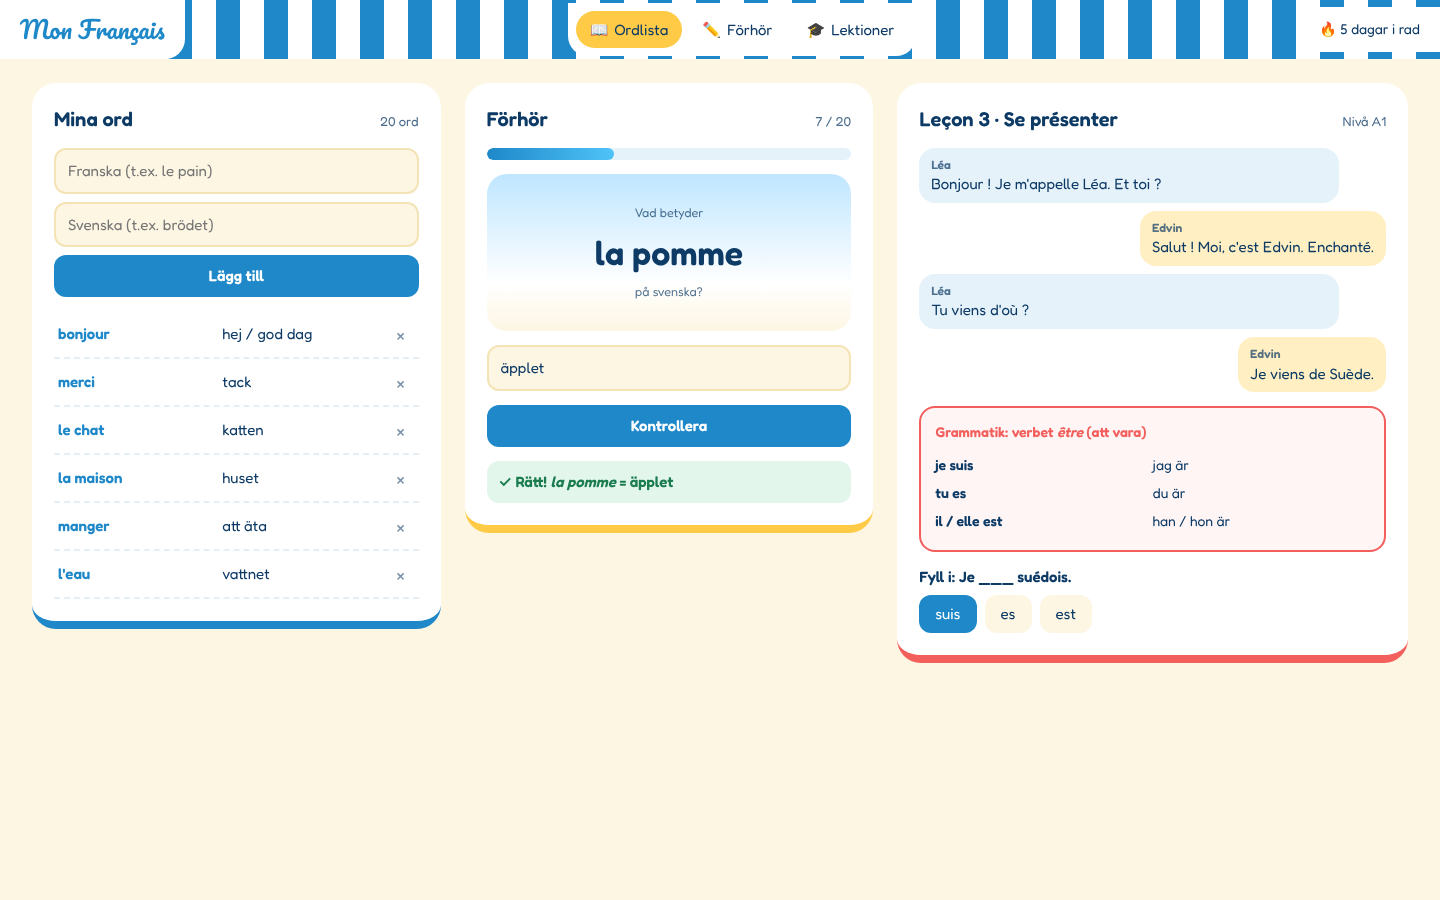 Mon Français
📖 Ordlista
✏️ Förhör
🎓 Lektioner
🔥 5 dagar i rad
Mina ord
20 ord
Franska (t.ex. le pain)
Svenska (t.ex. brödet)
Lägg till
bonjour hej / god dag ×
merci tack ×
le chat katten ×
la maison huset ×
manger att äta ×
l'eau vattnet ×
Förhör
7 / 20
Vad betyder
la pomme
på svenska?
äpplet
Kontrollera
✓ Rätt! la pomme = äpplet
Leçon 3 · Se présenter
Nivå A1
Léa
Bonjour ! Je m'appelle Léa. Et toi ?
Edvin
Salut ! Moi, c'est Edvin. Enchanté.
Léa
Tu viens d'où ?
Edvin
Je viens de Suède.
Grammatik: verbet être (att vara)
je suis jag är
tu es du är
il / elle est han / hon är
Fyll i: Je ___ suédois.
suis es est